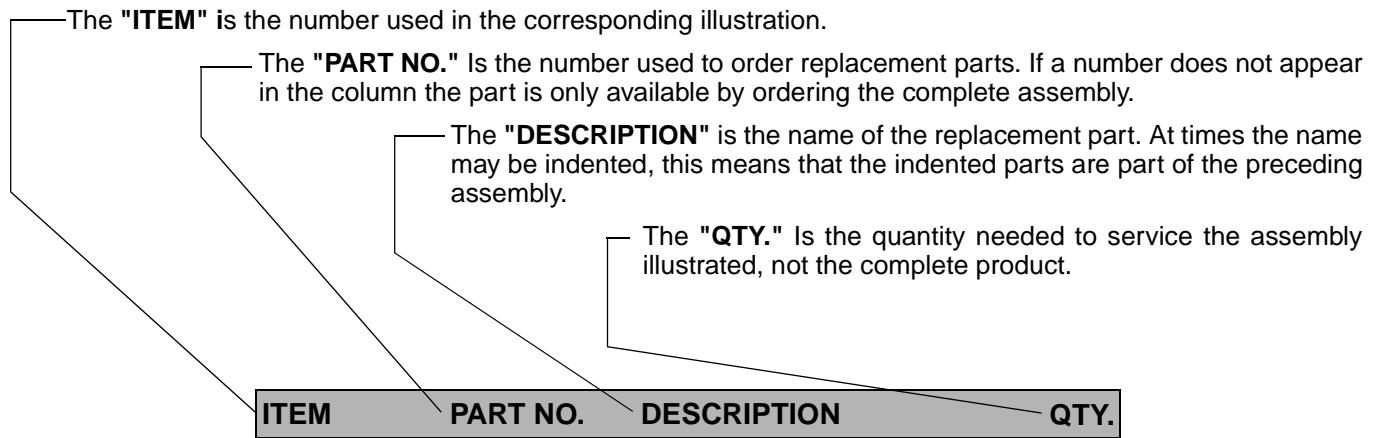 The "ITEM" is the number used in the corresponding illustration.
The "PART NO." Is the number used to order replacement parts. If a number does not appear
in the column the part is only available by ordering the complete assembly.
The "DESCRIPTION" is the name of the replacement part. At times the name
may be indented, this means that the indented parts are part of the preceding
assembly.
The "QTY." Is the quantity needed to service the assembly
illustrated, not the complete product.
ITEM PART NO. DESCRIPTION QTY.